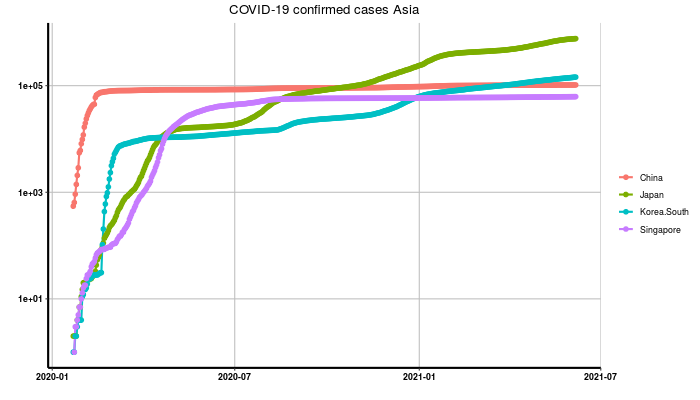 COVID-19 confirmed cases Asia
1e+05
1e+03
1e+01
2020-01
2020-07
2021-01
2021-07
China
Japan
Korea.South
Singapore